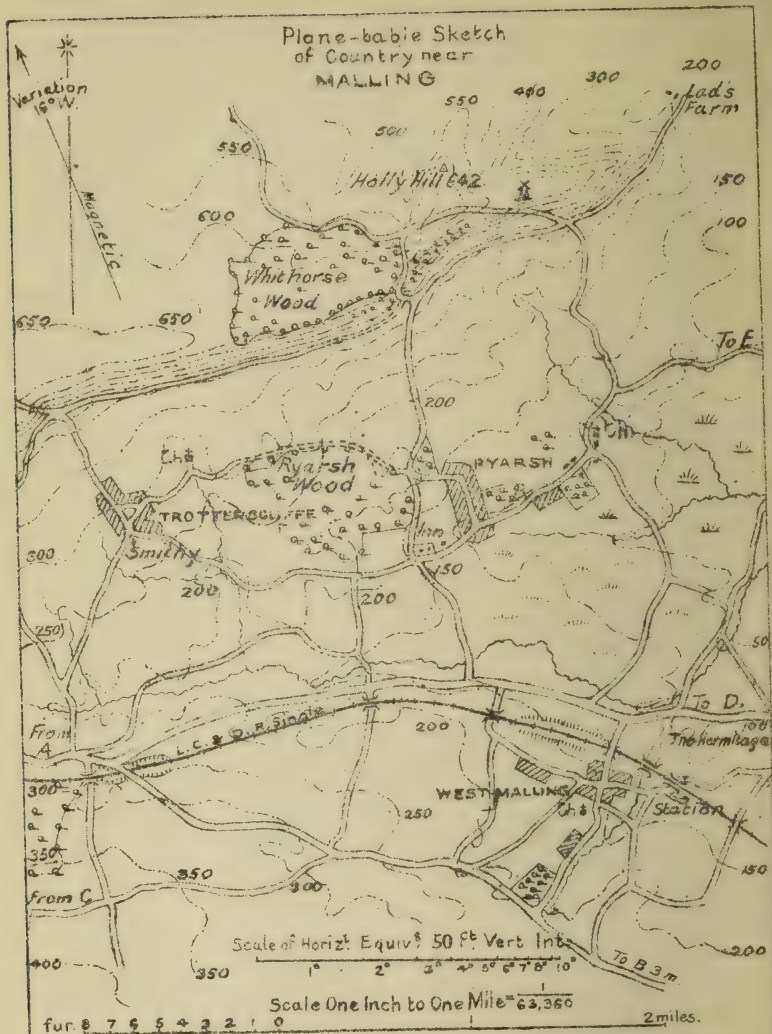 Plane-table Sketch
of Country near
MALLING
Variation
16° W.
Magnetic
200
300
400
550
500
550
Lad's
Farm
Holly Hill 642
150
100
600
Whithorse
Wood
650
650
To E.
200
Ch
Ch
RYARSH
Ryarsh
Wood
TROTTERSCLIFFE
Inn
Smithy
300
150
200
200
250
50
From
A
L.C. & D.R. Single
200
To D.
100
The Hermitage
300
WEST MALLING
Ch
Station
250
350
150
From C
350
300
400
350
200
Scale of Horizt. Equivs. 50 ft Vert Int.
1° 2° 3° 4° 5° 6° 7° 8° 10°
To B 3 m.
Scale One Inch to One Mile = 1/63,360
fur. 8 7 6 5 4 3 2 1 0 1 2 miles.